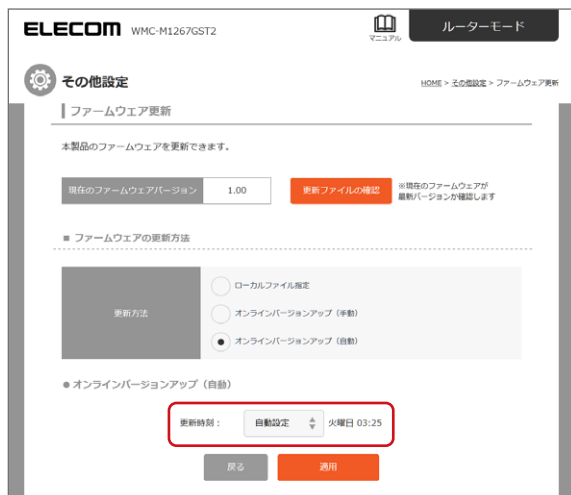 ELECOM WMC-M1267GST2
マニュアル
ルーターモード
その他設定
HOME > その他設定 > ファームウェア更新
ファームウェア更新
本製品のファームウェアを更新できます。
現在のファームウェアバージョン 1.00 更新ファイルの確認 ※現在のファームウェアが
最新バージョンか確認します
■ ファームウェアの更新方法
更新方法
ローカルファイル指定
オンラインバージョンアップ（手動）
オンラインバージョンアップ（自動）
● オンラインバージョンアップ（自動）
更新時刻： 自動設定 火曜日 03:25
戻る 適用